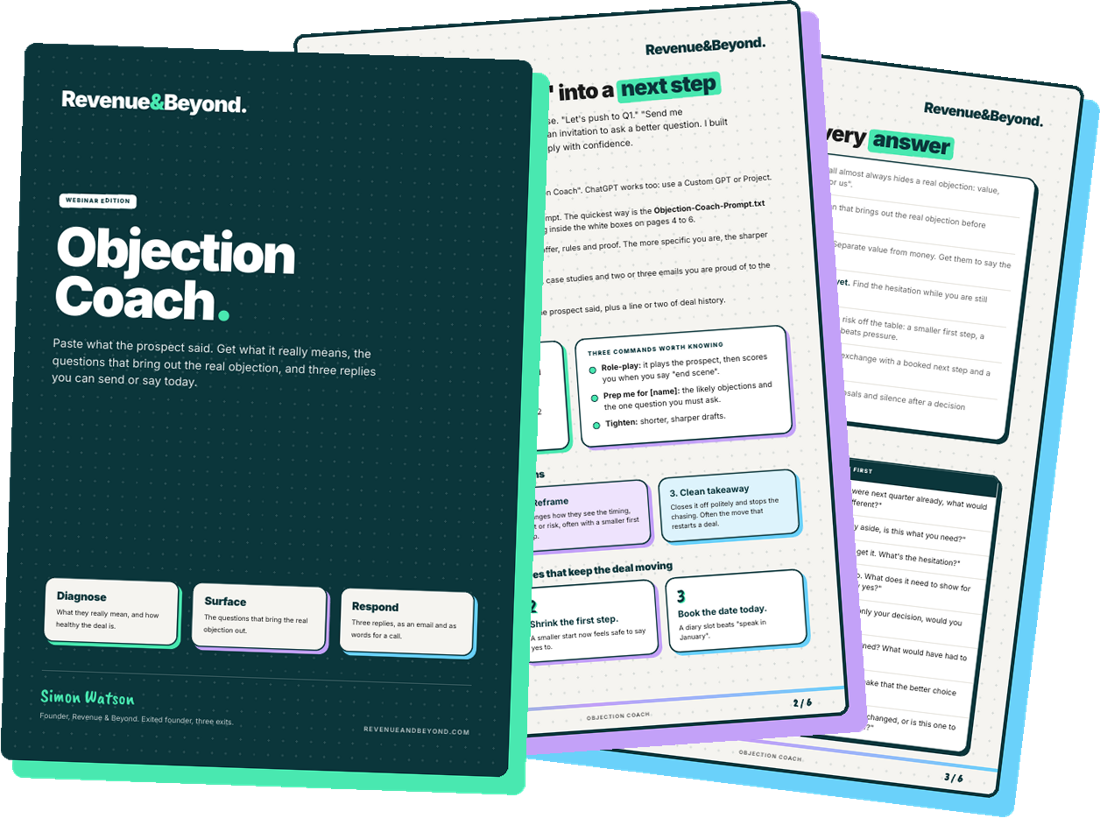 Revenue&Beyond.
WEBINAR EDITION
Objection
Coach.
Paste what the prospect said. Get what it really means, the
questions that bring out the real objection, and three replies
you can send or say today.
Diagnose
What they really mean, and how
healthy the deal is.
Surface
The questions that bring the real
objection out.
Respond
Three replies, as an email and as
words for a call.
Simon Watson
Founder, Revenue & Beyond. Exited founder, three exits.
REVENUEANDBEYOND.COM
Revenue&Beyond.
" into a next step
se. "Let's push to Q1." "Send me
an invitation to ask a better question. I built
ply with confidence.
n Coach". ChatGPT works too: use a Custom GPT or Project.
mpt. The quickest way is the Objection-Coach-Prompt.txt
g inside the white boxes on pages 4 to 6.
offer, rules and proof. The more specific you are, the sharper
, case studies and two or three emails you are proud of to the
he prospect said, plus a line or two of deal history.
THREE COMMANDS WORTH KNOWING
Role-play: it plays the prospect, then scores
you when you say "end scene".
Prep me for [name]: the likely objections and
the one question you must ask.
Tighten: shorter, sharper drafts.
2
ns
Reframe
nges how they see the timing,
t or risk, often with a smaller first
p.
3. Clean takeaway
Closes it off politely and stops the
chasing. Often the move that
restarts a deal.
es that keep the deal moving
2
Shrink the first step.
A smaller start now feels safe to say
yes to.
3
Book the date today.
A diary slot beats "speak in
January".
OBJECTION COACH.
2 / 6
Revenue&Beyond.
very answer
all almost always hides a real objection: value,
or us".
n that brings out the real objection before
Separate value from money. Get them to say the
yet. Find the hesitation while you are still
risk off the table: a smaller first step, a
beats pressure.
exchange with a booked next step and a
osals and silence after a decision
FIRST
were next quarter already, what would
fferent?"
y aside, is this what you need?"
get it. What's the hesitation?"
o. What does it need to show for
yes?"
only your decision, would you
ned? What would have had to
ake that the better choice
changed, or is this one to
?"
OBJECTION COACH.
3 / 6